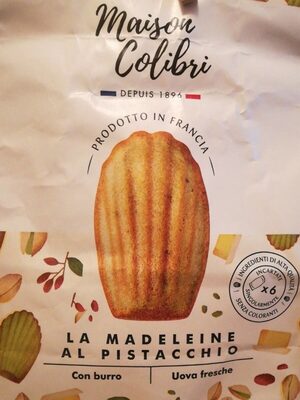 Maison
Colibri
DEPUIS 1896
PRODOTTO IN FRANCIA
INGREDIENTI DI ALTA QUALITÀ
INCARTATE
SINGOLARMENTE
x6
SENZA COLORANTI
LA MADELEINE
AL PISTACCHIO
Con burro
Uova fresche